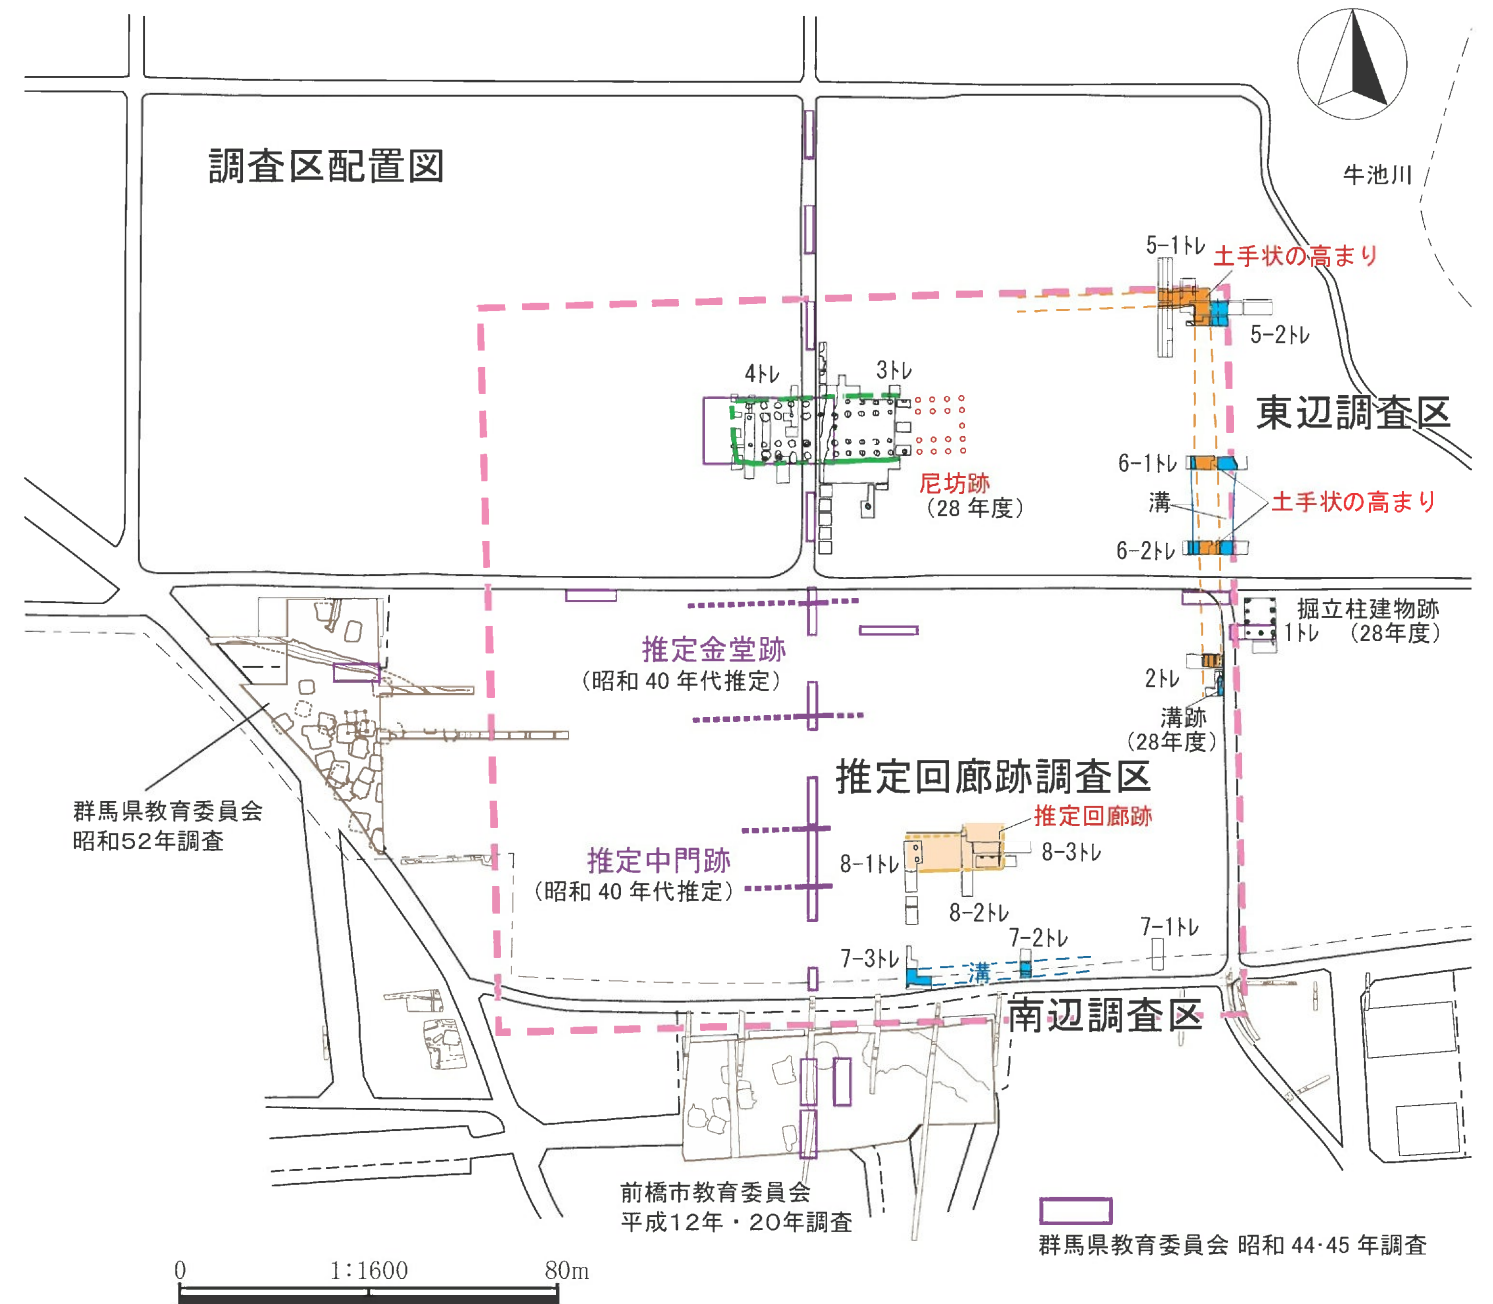 調査区配置図
牛池川
5-1ﾄﾚ
土手状の高まり
5-2ﾄﾚ
4ﾄﾚ
3ﾄﾚ
東辺調査区
6-1ﾄﾚ
尼坊跡
（28 年度）
溝
土手状の高まり
6-2ﾄﾚ
掘立柱建物跡
1ﾄﾚ （28年度）
推定金堂跡
（昭和 40 年代推定）
2ﾄﾚ
溝跡
（28年度）
推定回廊跡調査区
群馬県教育委員会
昭和52年調査
推定回廊跡
推定中門跡
（昭和 40 年代推定）
8-1ﾄﾚ
8-3ﾄﾚ
8-2ﾄﾚ
7-1ﾄﾚ
7-2ﾄﾚ
7-3ﾄﾚ
溝
南辺調査区
前橋市教育委員会
平成12年・20年調査
群馬県教育委員会 昭和 44·45 年調査
0 1:1600 80m